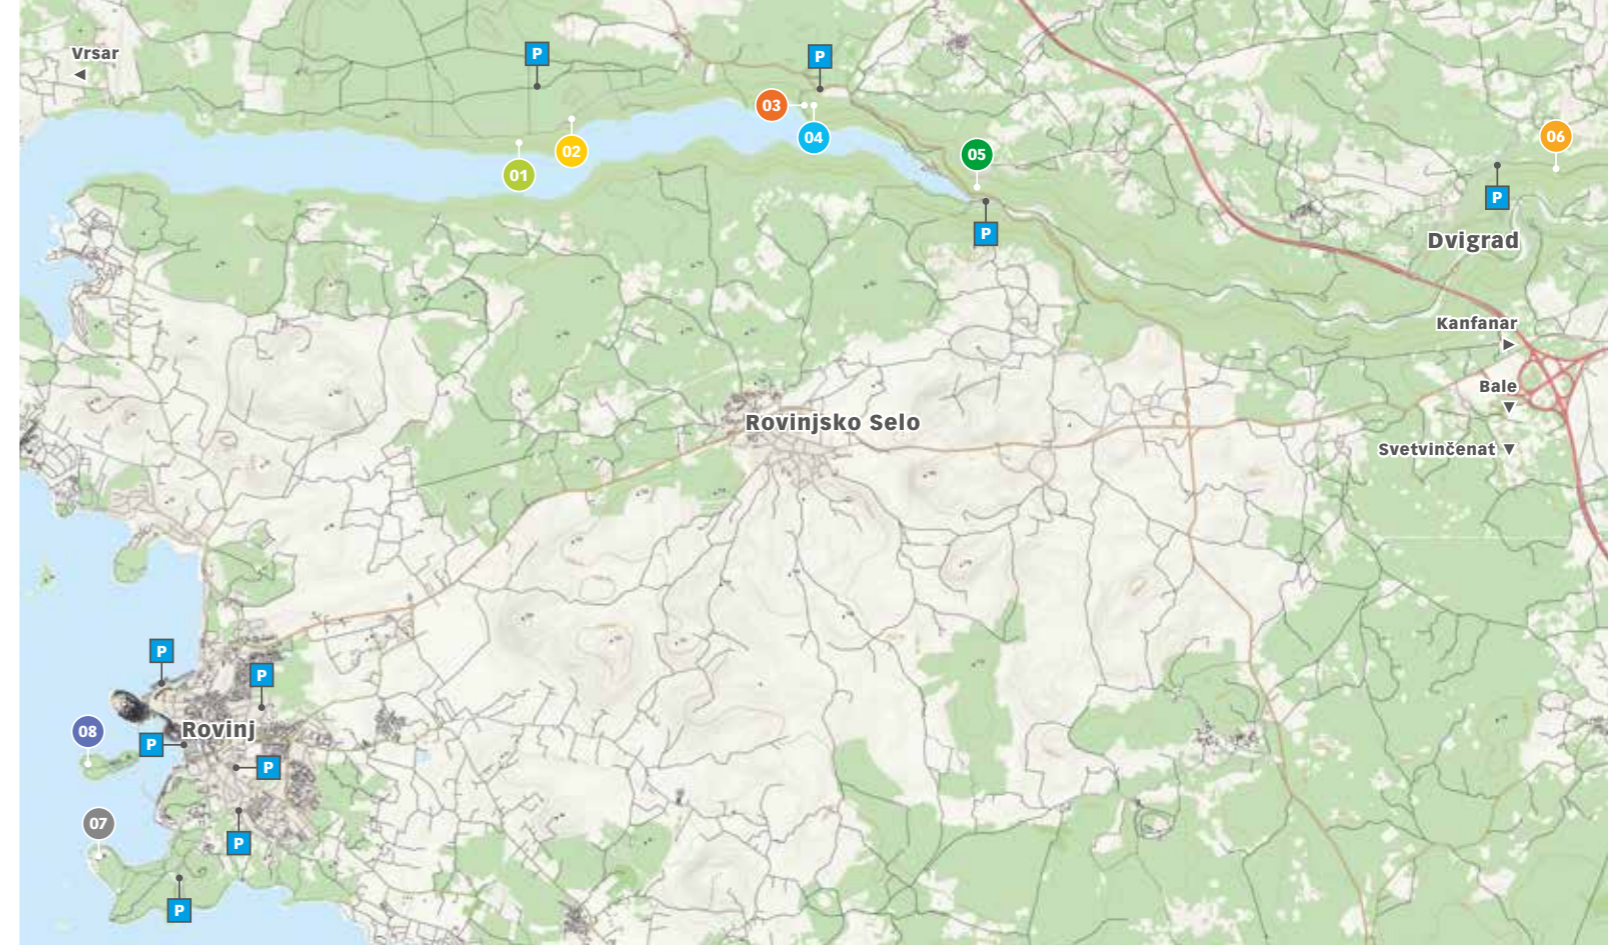 Vrsar
◄
P
P
03
04
01
02
05
06
P
P
Dvigrad
Kanfanar
►
Bale
▼
Rovinjsko Selo
Svetvinčenat ▼
P
P
08
Rovinj
P
P
07
P
P